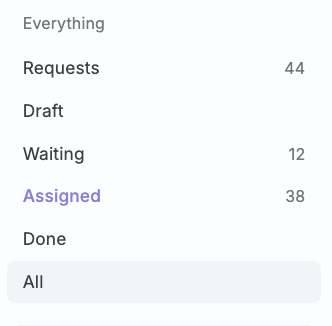 Everything
Requests 44
Draft
Waiting 12
Assigned 38
Done
All